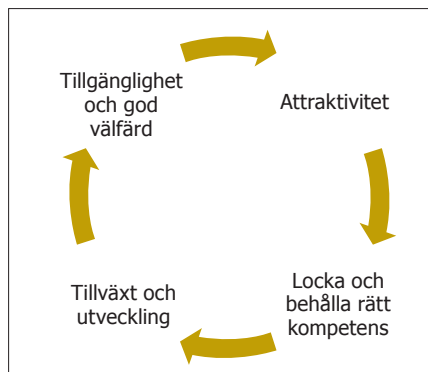 Tillgänglighet
och god
välfärd
Attraktivitet
Locka och
behålla rätt
kompetens
Tillväxt och
utveckling